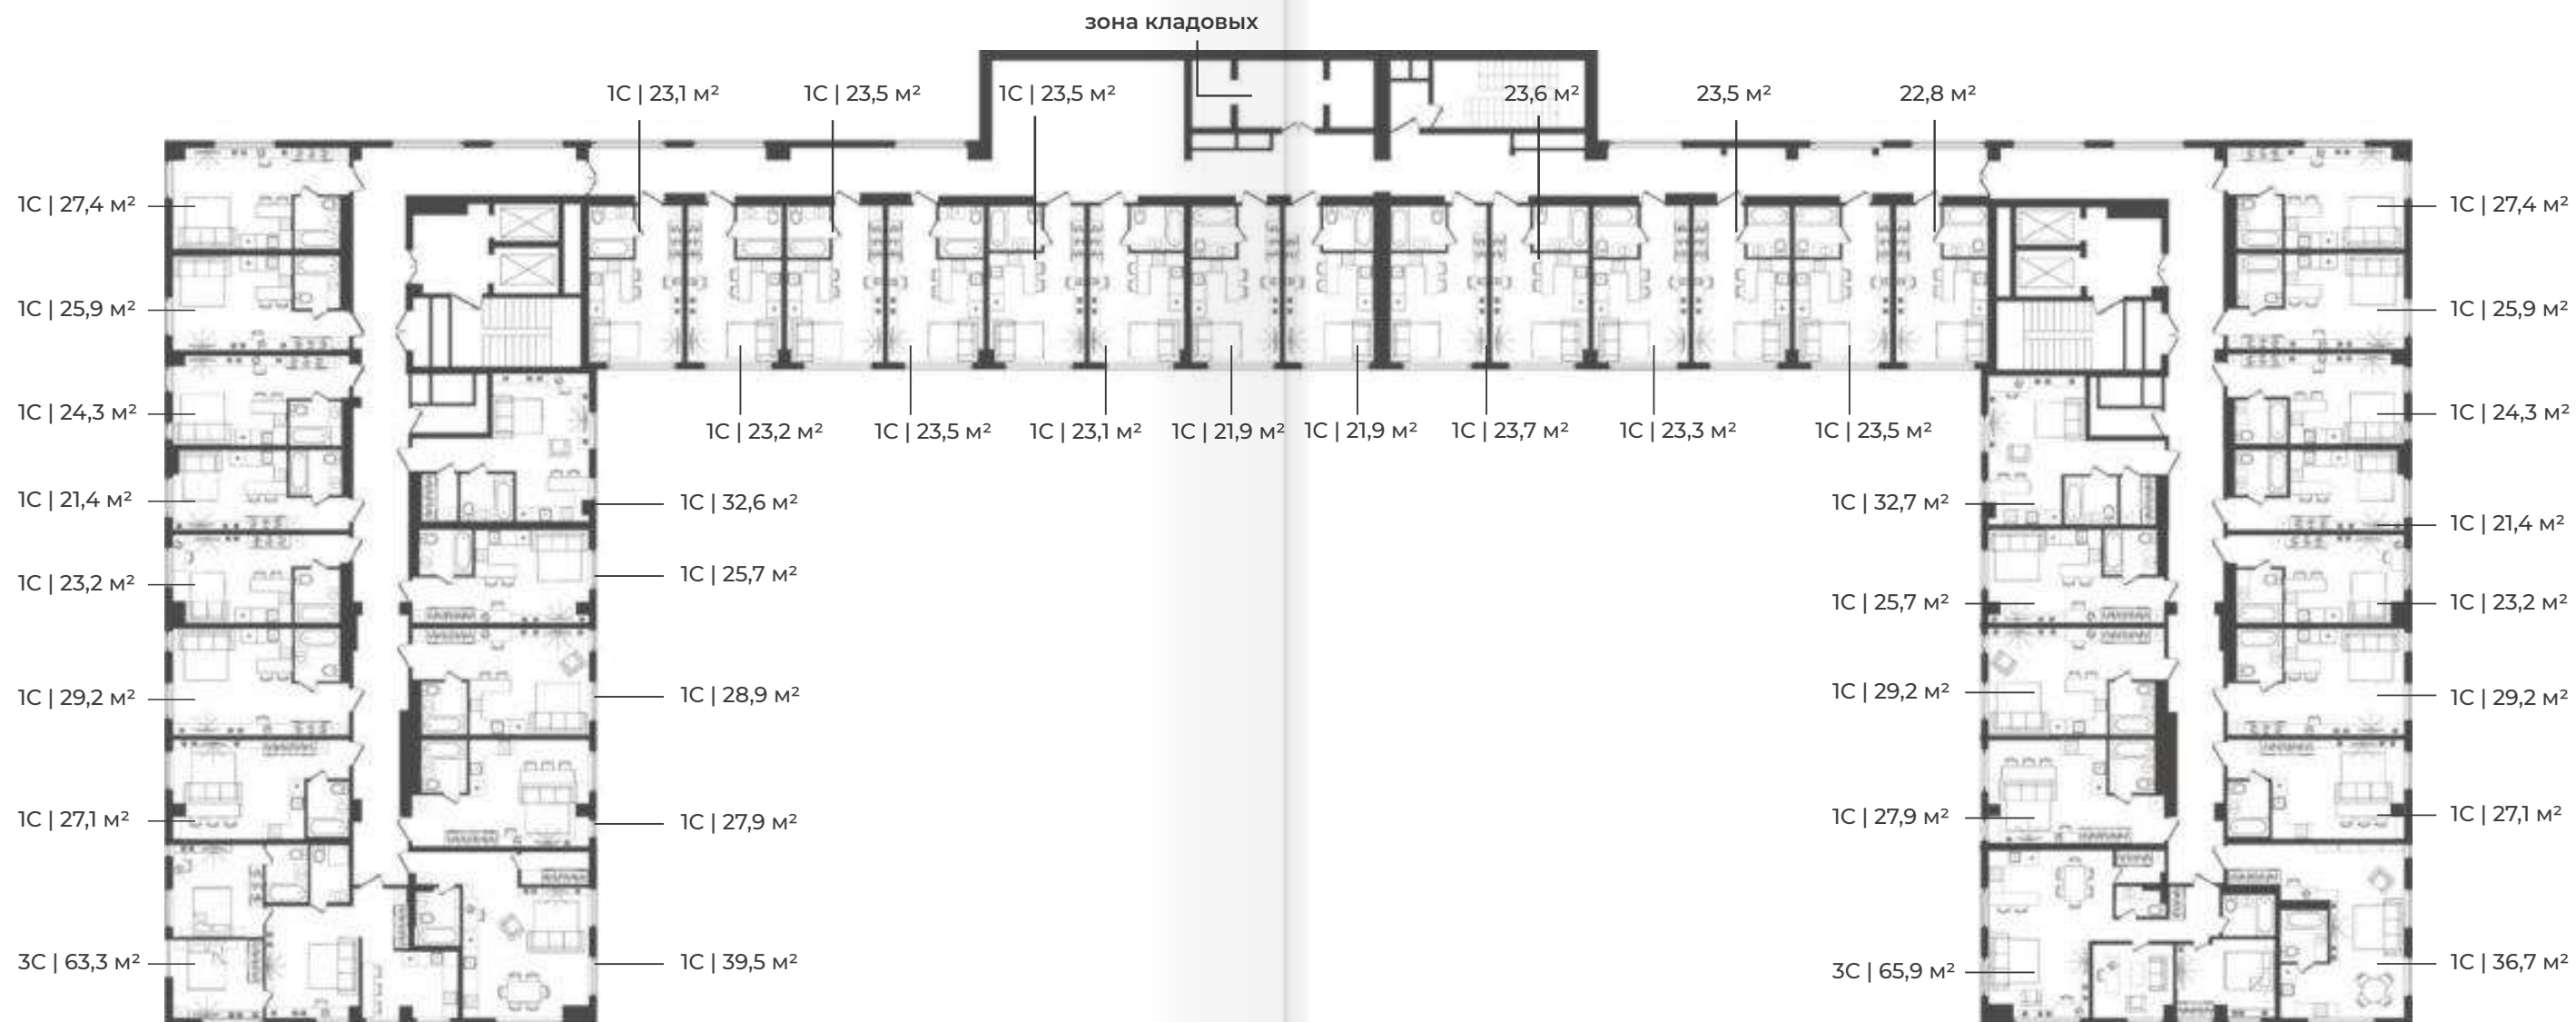 зона кладовых
1С | 23,1 м²
1С | 23,5 м²
1С | 23,5 м²
23,6 м²
23,5 м²
22,8 м²
1С | 27,4 м²
1С | 25,9 м²
1С | 24,3 м²
1С | 21,4 м²
1С | 23,2 м²
1С | 29,2 м²
1С | 27,1 м²
3С | 63,3 м²
1С | 23,2 м²
1С | 23,5 м²
1С | 23,1 м²
1С | 21,9 м²
1С | 21,9 м²
1С | 23,7 м²
1С | 23,3 м²
1С | 23,5 м²
1С | 32,6 м²
1С | 25,7 м²
1С | 28,9 м²
1С | 27,9 м²
1С | 39,5 м²
1С | 32,7 м²
1С | 25,7 м²
1С | 29,2 м²
1С | 27,9 м²
3С | 65,9 м²
1С | 27,4 м²
1С | 25,9 м²
1С | 24,3 м²
1С | 21,4 м²
1С | 23,2 м²
1С | 29,2 м²
1С | 27,1 м²
1С | 36,7 м²